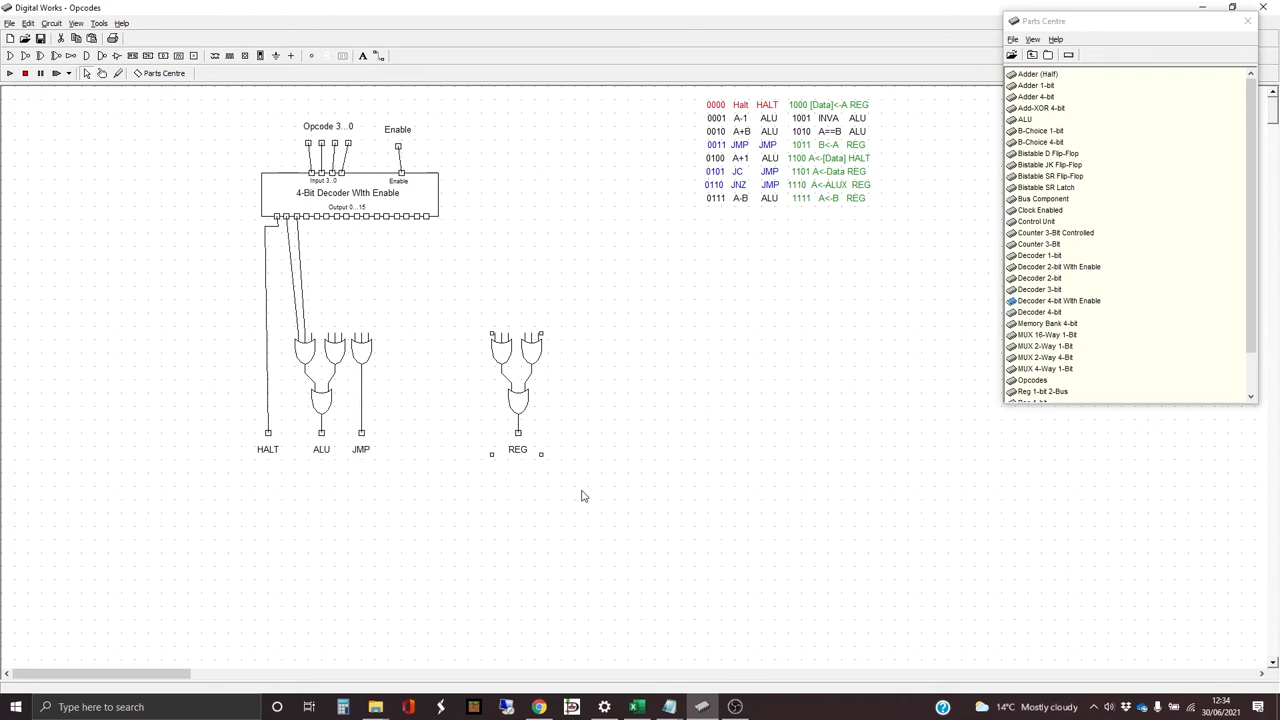 Digital Works - Opcodes
File Edit Circuit View Tools Help
Parts Centre
Opcode 3...0
Enable
Input 3..0
Enable
4-Bit Decoder With Enable
Output 0...15
HALT
ALU
JMP
REG
0000 Halt HALT 1000 [Data]<-A REG
0001 A-1 ALU 1001 INVA ALU
0010 A+B ALU 1010 A==B ALU
0011 JMP JMP 1011 B<-A REG
0100 A+1 ALU 1100 A<-[Data] HALT
0101 JC JMP 1101 A<-Data REG
0110 JNZ JMP 1110 A<-ALUX REG
0111 A-B ALU 1111 A<-B REG
Parts Centre
File View Help
Adder (Half)
Adder 1-bit
Adder 4-bit
Add-XOR 4-bit
ALU
B-Choice 1-bit
B-Choice 4-bit
Bistable D Flip-Flop
Bistable JK Flip-Flop
Bistable SR Flip-Flop
Bistable SR Latch
Bus Component
Clock Enabled
Control Unit
Counter 3-Bit Controlled
Counter 3-Bit
Decoder 1-bit
Decoder 2-bit With Enable
Decoder 2-bit
Decoder 3-bit
Decoder 4-bit With Enable
Decoder 4-bit
Memory Bank 4-bit
MUX 16-Way 1-Bit
MUX 2-Way 1-Bit
MUX 2-Way 4-Bit
MUX 4-Way 1-Bit
Opcodes
Reg 1-bit 2-Bus
Type here to search
14°C Mostly cloudy
12:34
30/06/2021